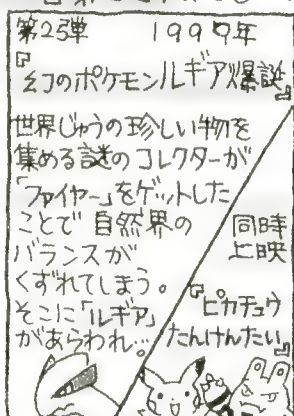 第2弾 1999年
『幻のポケモンルギア爆誕』
世界じゅうの珍しい物を
集める謎のコレクターが
「ファイヤー」をゲットした
ことで自然界の
バランスが
くずれてしまう。
そこに「ルギア」
があらわれ…
同時
上映
『ピカチュウ
たんけんたい』